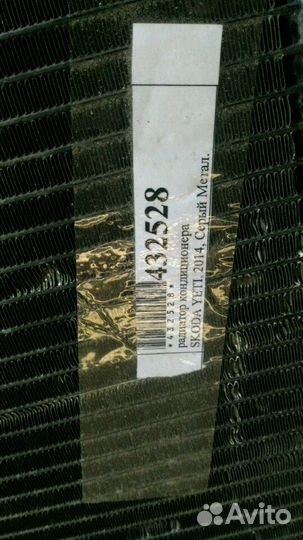 432528
*432528*
радиатор кондиционера
SKODA YETI, 2014, Серый Метал.
Avito